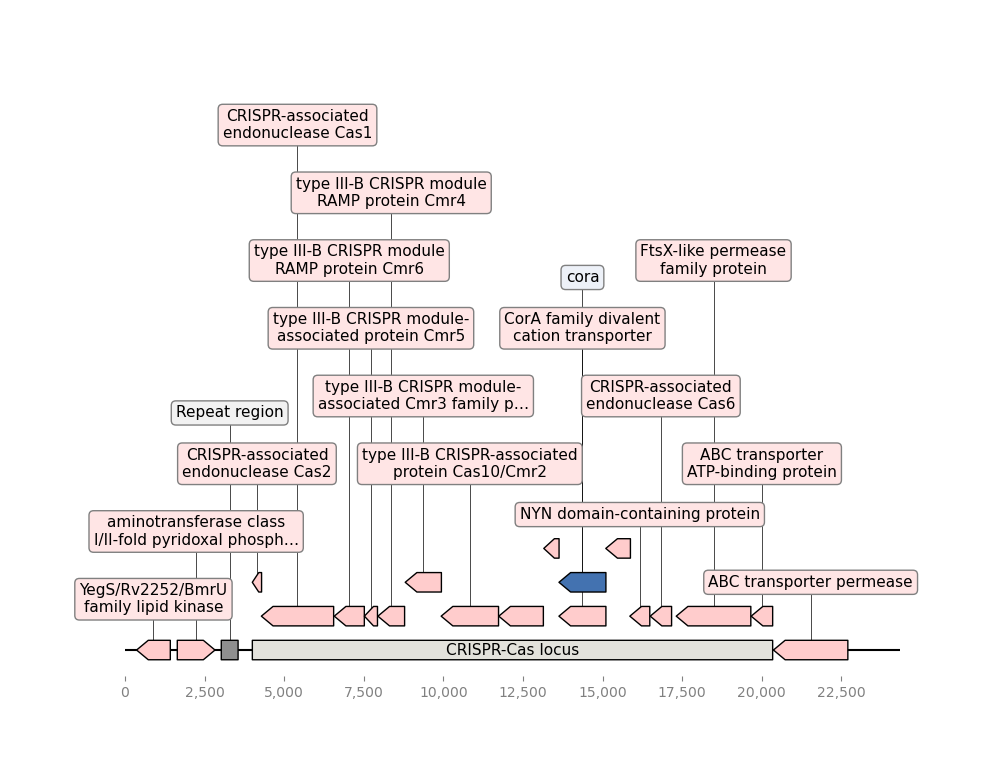 CRISPR-associated
endonuclease Cas1
type III-B CRISPR module
RAMP protein Cmr4
type III-B CRISPR module
RAMP protein Cmr6
FtsX-like permease
family protein
cora
type III-B CRISPR module-
associated protein Cmr5
CorA family divalent
cation transporter
type III-B CRISPR module-
associated Cmr3 family p...
CRISPR-associated
endonuclease Cas6
Repeat region
CRISPR-associated
endonuclease Cas2
type III-B CRISPR-associated
protein Cas10/Cmr2
ABC transporter
ATP-binding protein
NYN domain-containing protein
aminotransferase class
I/II-fold pyridoxal phosph...
YegS/Rv2252/BmrU
family lipid kinase
ABC transporter permease
CRISPR-Cas locus
0 2,500 5,000 7,500 10,000 12,500 15,000 17,500 20,000 22,500